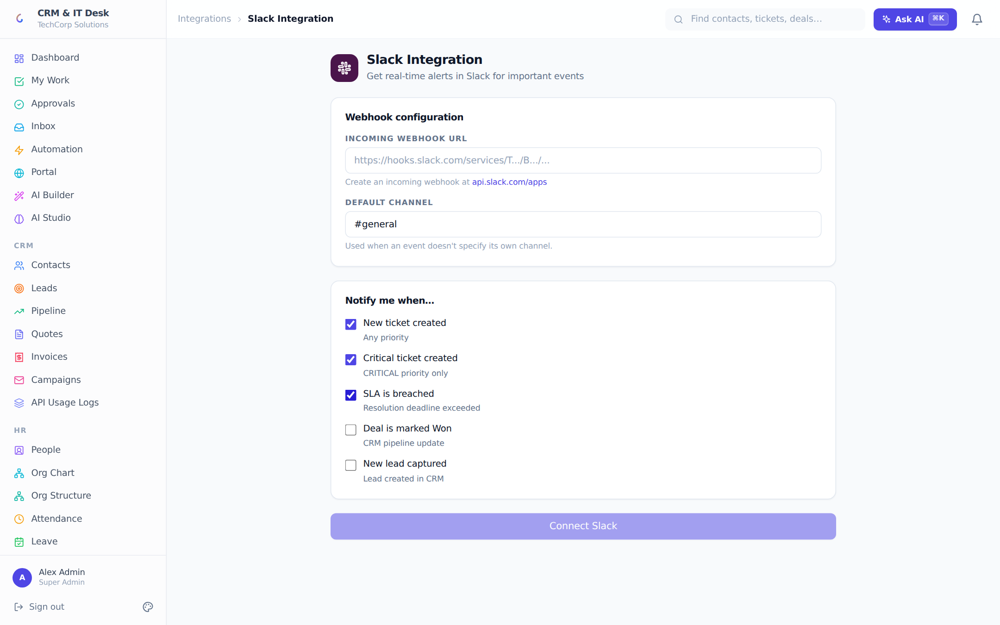 CRM & IT Desk
TechCorp Solutions
Integrations
Slack Integration
Find contacts, tickets, deals...
Ask AI ⌘K
Dashboard
My Work
Approvals
Inbox
Automation
Portal
AI Builder
AI Studio
CRM
Contacts
Leads
Pipeline
Quotes
Invoices
Campaigns
API Usage Logs
HR
People
Org Chart
Org Structure
Attendance
Leave
A
Alex Admin
Super Admin
Sign out
Slack Integration
Get real-time alerts in Slack for important events
Webhook configuration
INCOMING WEBHOOK URL
https://hooks.slack.com/services/T.../B.../...
Create an incoming webhook at api.slack.com/apps
DEFAULT CHANNEL
#general
Used when an event doesn't specify its own channel.
Notify me when...
New ticket created
Any priority
Critical ticket created
CRITICAL priority only
SLA is breached
Resolution deadline exceeded
Deal is marked Won
CRM pipeline update
New lead captured
Lead created in CRM
Connect Slack